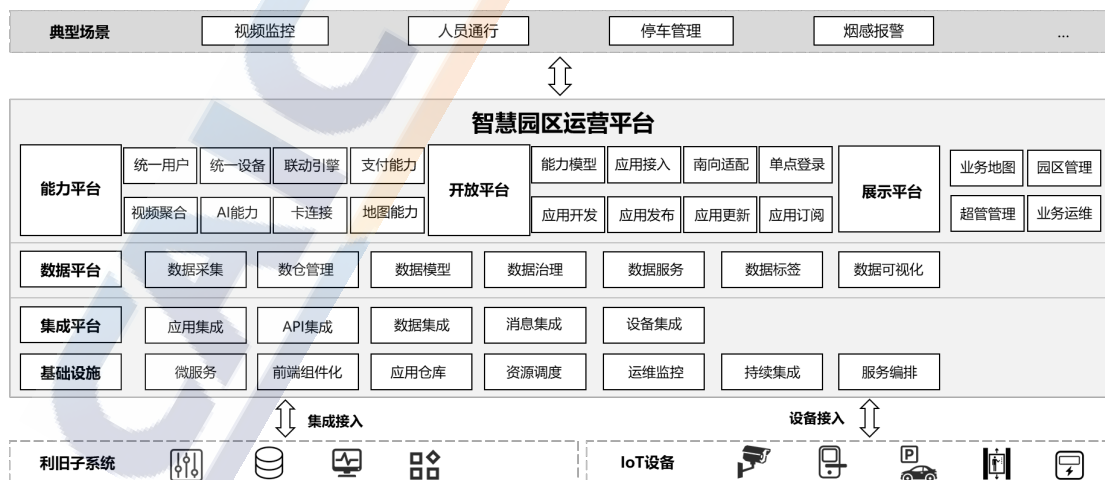 典型场景 视频监控 人员通行 停车管理 烟感报警 ...
智慧园区运营平台
能力平台 统一用户 统一设备 联动引擎 支付能力
视频聚合 AI能力 卡连接 地图能力
开放平台 能力模型 应用接入 南向适配 单点登录
应用开发 应用发布 应用更新 应用订阅
展示平台 业务地图 园区管理
超管管理 业务运维
数据平台 数据采集 数仓管理 数据模型 数据治理 数据服务 数据标签 数据可视化
集成平台 应用集成 API集成 数据集成 消息集成 设备集成
基础设施 微服务 前端组件化 应用仓库 资源调度 运维监控 持续集成 服务编排
集成接入 设备接入
利旧子系统 IoT设备 P
CAIC